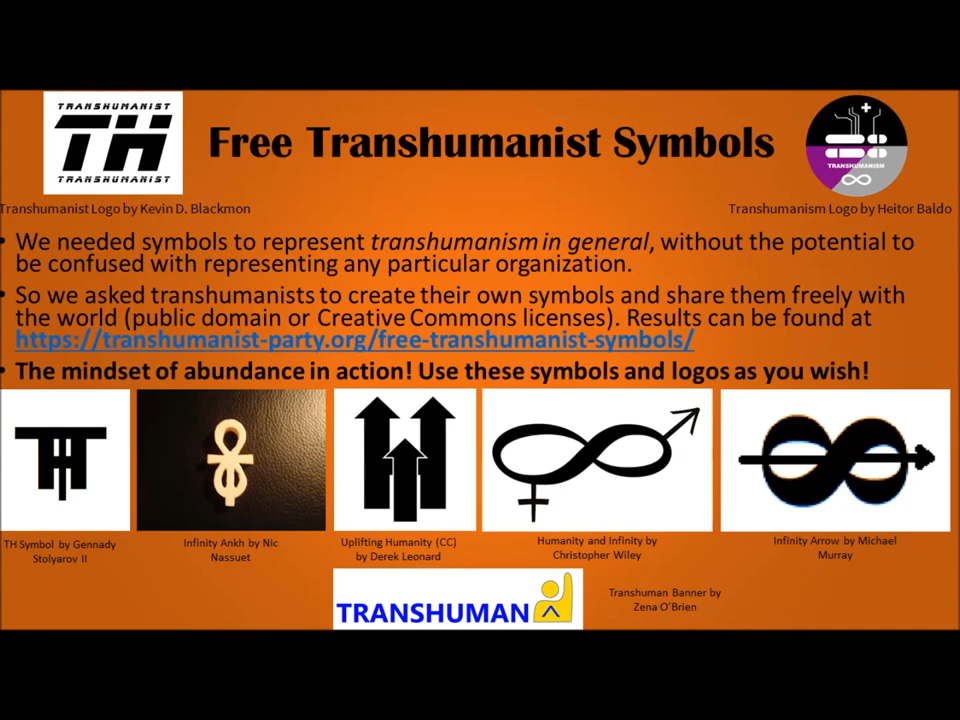 TRANSHUMANIST
TH
TRANSHUMANIST
Free Transhumanist Symbols
TRANSHUMANISM
Transhumanist Logo by Kevin D. Blackmon
Transhumanism Logo by Heitor Baldo
• We needed symbols to represent transhumanism in general, without the potential to
be confused with representing any particular organization.
• So we asked transhumanists to create their own symbols and share them freely with
the world (public domain or Creative Commons licenses). Results can be found at
https://transhumanist-party.org/free-transhumanist-symbols/
• The mindset of abundance in action! Use these symbols and logos as you wish!
TH Symbol by Gennady
Stolyarov II
Infinity Ankh by Nic
Nassuet
Uplifting Humanity (CC)
by Derek Leonard
Humanity and Infinity by
Christopher Wiley
Infinity Arrow by Michael
Murray
TRANSHUMAN
Transhuman Banner by
Zena O'Brien